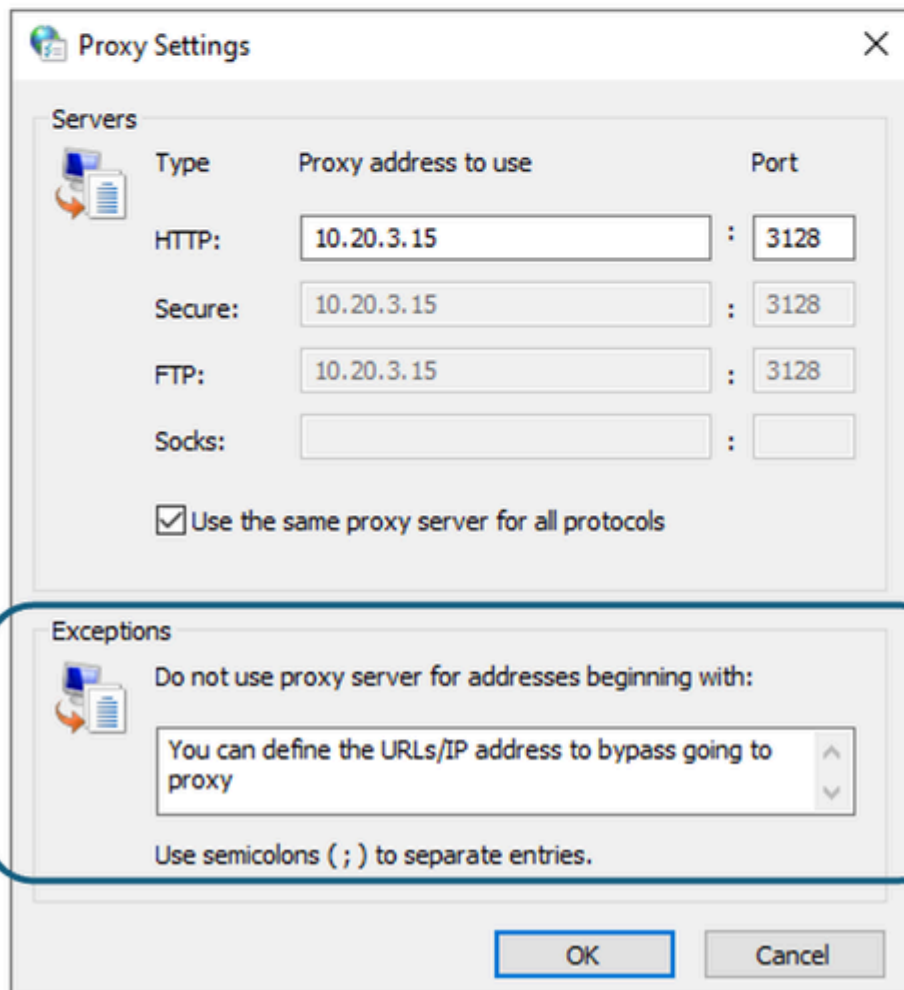 Proxy Settings
Servers
Type Proxy address to use Port
HTTP: 10.20.3.15 : 3128
Secure: 10.20.3.15 : 3128
FTP: 10.20.3.15 : 3128
Socks: :
Use the same proxy server for all protocols
Exceptions
Do not use proxy server for addresses beginning with:
You can define the URLs/IP address to bypass going to
proxy
Use semicolons ( ; ) to separate entries.
OK Cancel